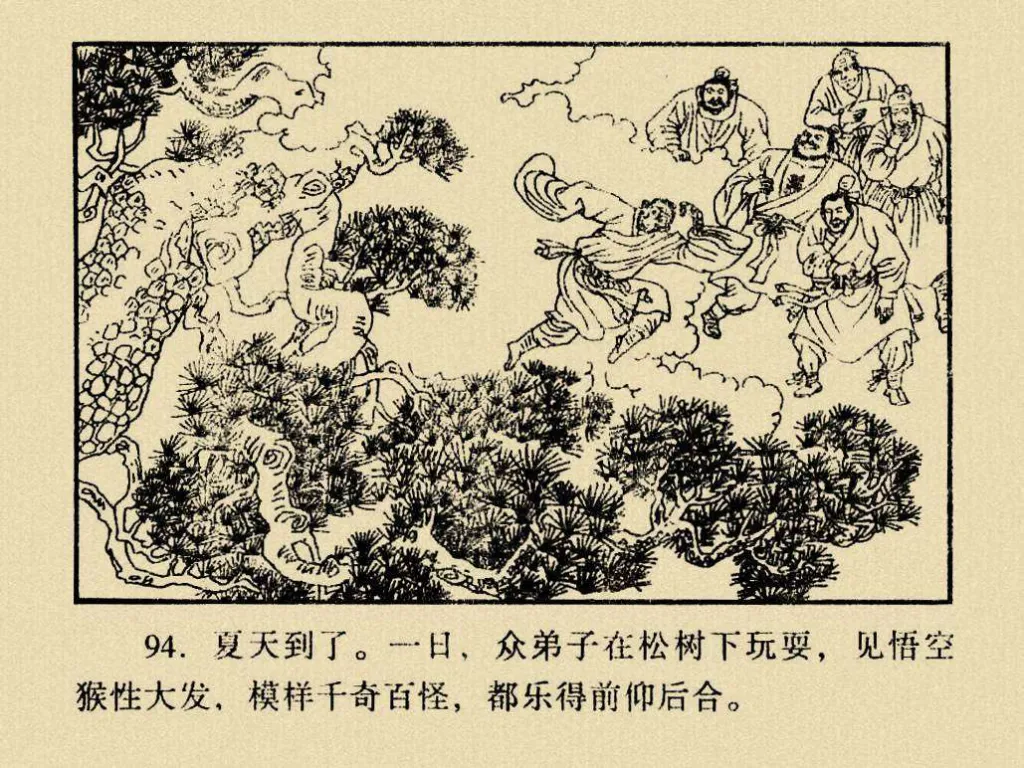 94. 夏天到了。一日，众弟子在松树下玩耍，见悟空
猴性大发，模样千奇百怪，都乐得前仰后合。